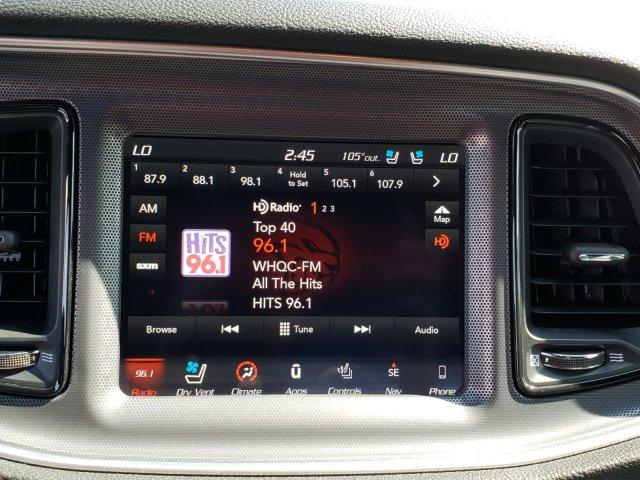 LO 2:45 105°out. LO
1 87.9 2 88.1 3 98.1 4 Hold to Set 5 105.1 6 107.9
AM
FM
sxm
HD Radio 1 2 3
Top 40
96.1
WHQC-FM
All The Hits
HITS 96.1
HiTS
96.1
Map
HD
Browse Tune Audio
96.1 SE
Radio Drv Vent Climate Apps Controls Nav Phone